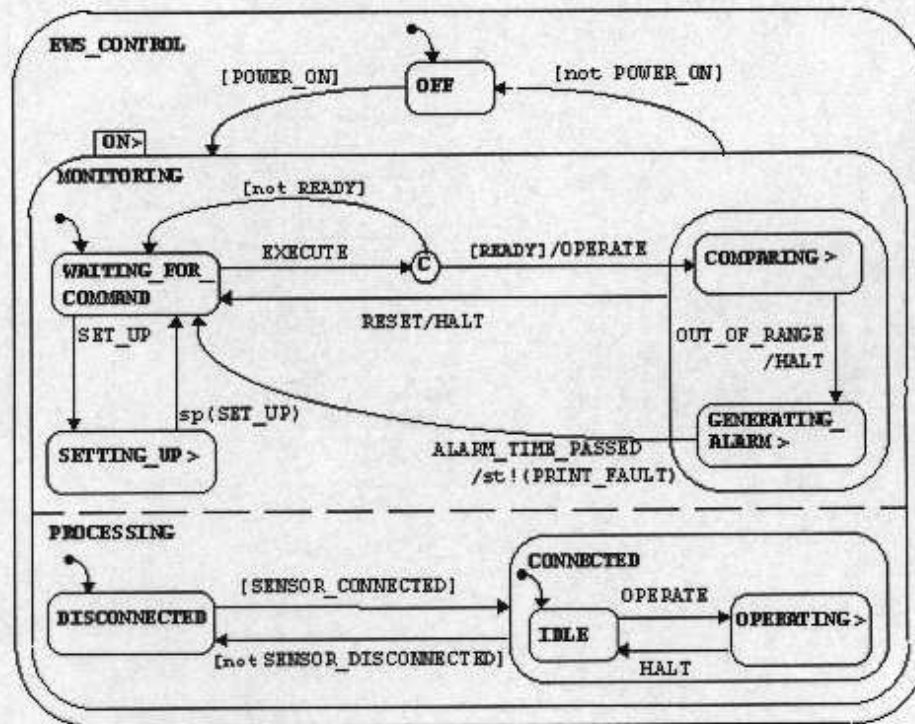 EWS_CONTROL
[POWER_ON]
OFF
[not POWER_ON]
ON>
MONITORING
[not READY]
EXECUTE
C
[READY]/OPERATE
COMPARING >
WAITING_FOR_
COMMAND
RESET/HALT
SET_UP
OUT_OF_RANGE
/HALT
sp(SET_UP)
GENERATING_
ALARM >
SETTING_UP >
ALARM_TIME_PASSED
/st!(PRINT_FAULT)
PROCESSING
CONNECTED
[SENSOR_CONNECTED]
DISCONNECTED
OPERATE
IDLE
OPERATING >
[not SENSOR_DISCONNECTED]
HALT